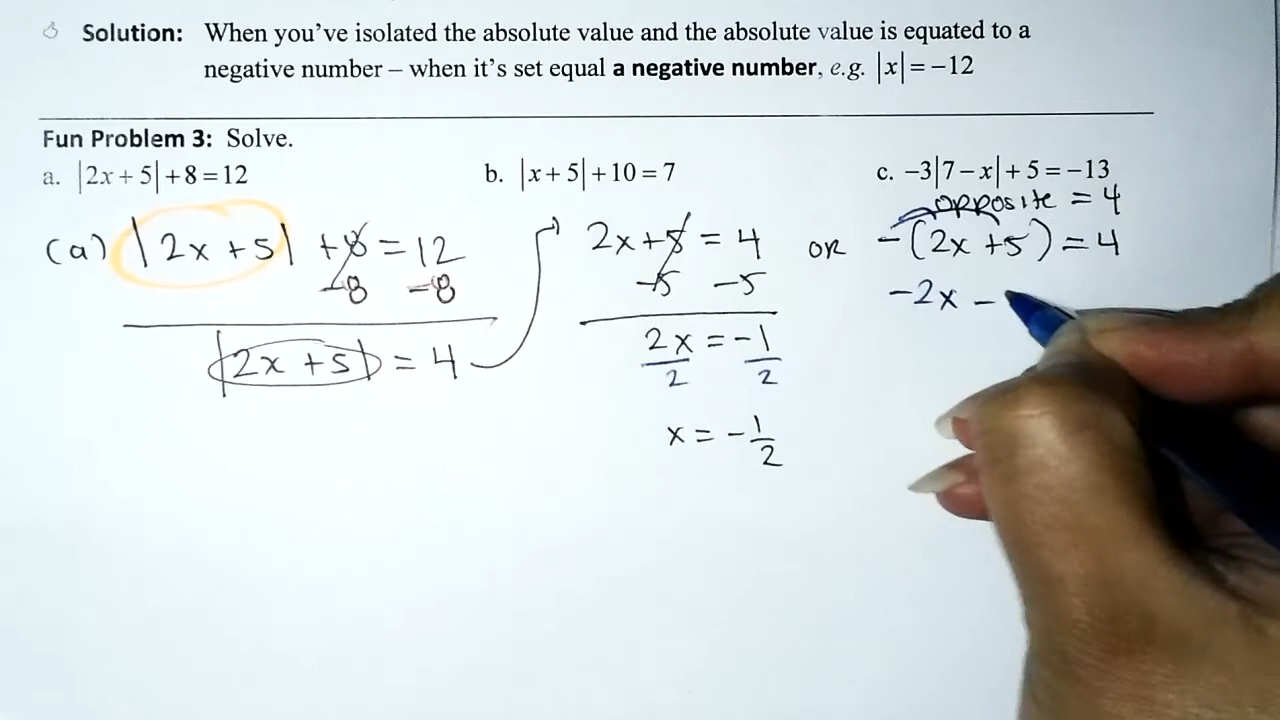 Solution: When you've isolated the absolute value and the absolute value is equated to a
negative number – when it's set equal a negative number, e.g. |x| = −12
Fun Problem 3: Solve.
a. |2x + 5| + 8 = 12
b. |x + 5| + 10 = 7
c. −3|7 − x| + 5 = −13
(a) |2x + 5| + 8 = 12
−8 −8
|2x + 5| = 4
2x + 5 = 4
−5 −5
2x = −1
2 2
x = −1/2
OR
OPPOSITE = 4
−(2x + 5) = 4
−2x −